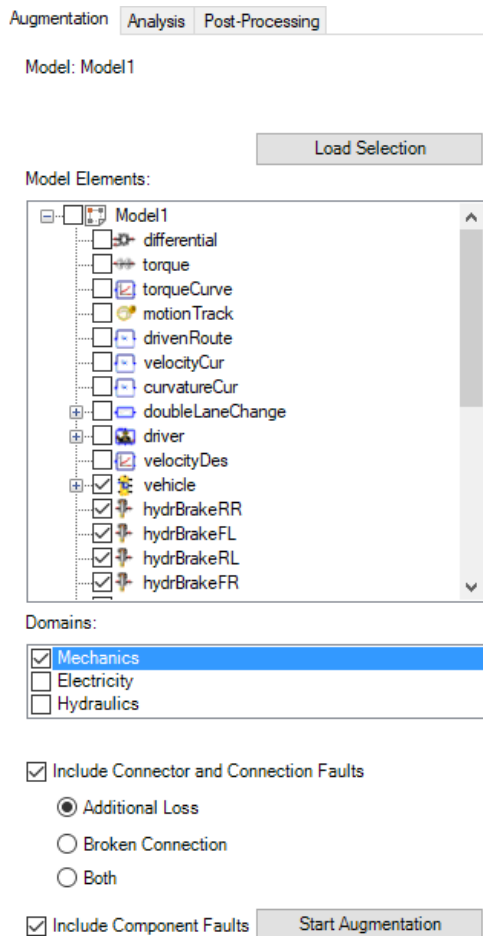 Augmentation Analysis Post-Processing
Model: Model1
Load Selection
Model Elements:
Model1
differential
torque
torqueCurve
motionTrack
drivenRoute
velocityCur
curvatureCur
doubleLaneChange
driver
velocityDes
vehicle
hydrBrakeRR
hydrBrakeFL
hydrBrakeRL
hydrBrakeFR
Domains:
Mechanics
Electricity
Hydraulics
Include Connector and Connection Faults
Additional Loss
Broken Connection
Both
Include Component Faults Start Augmentation